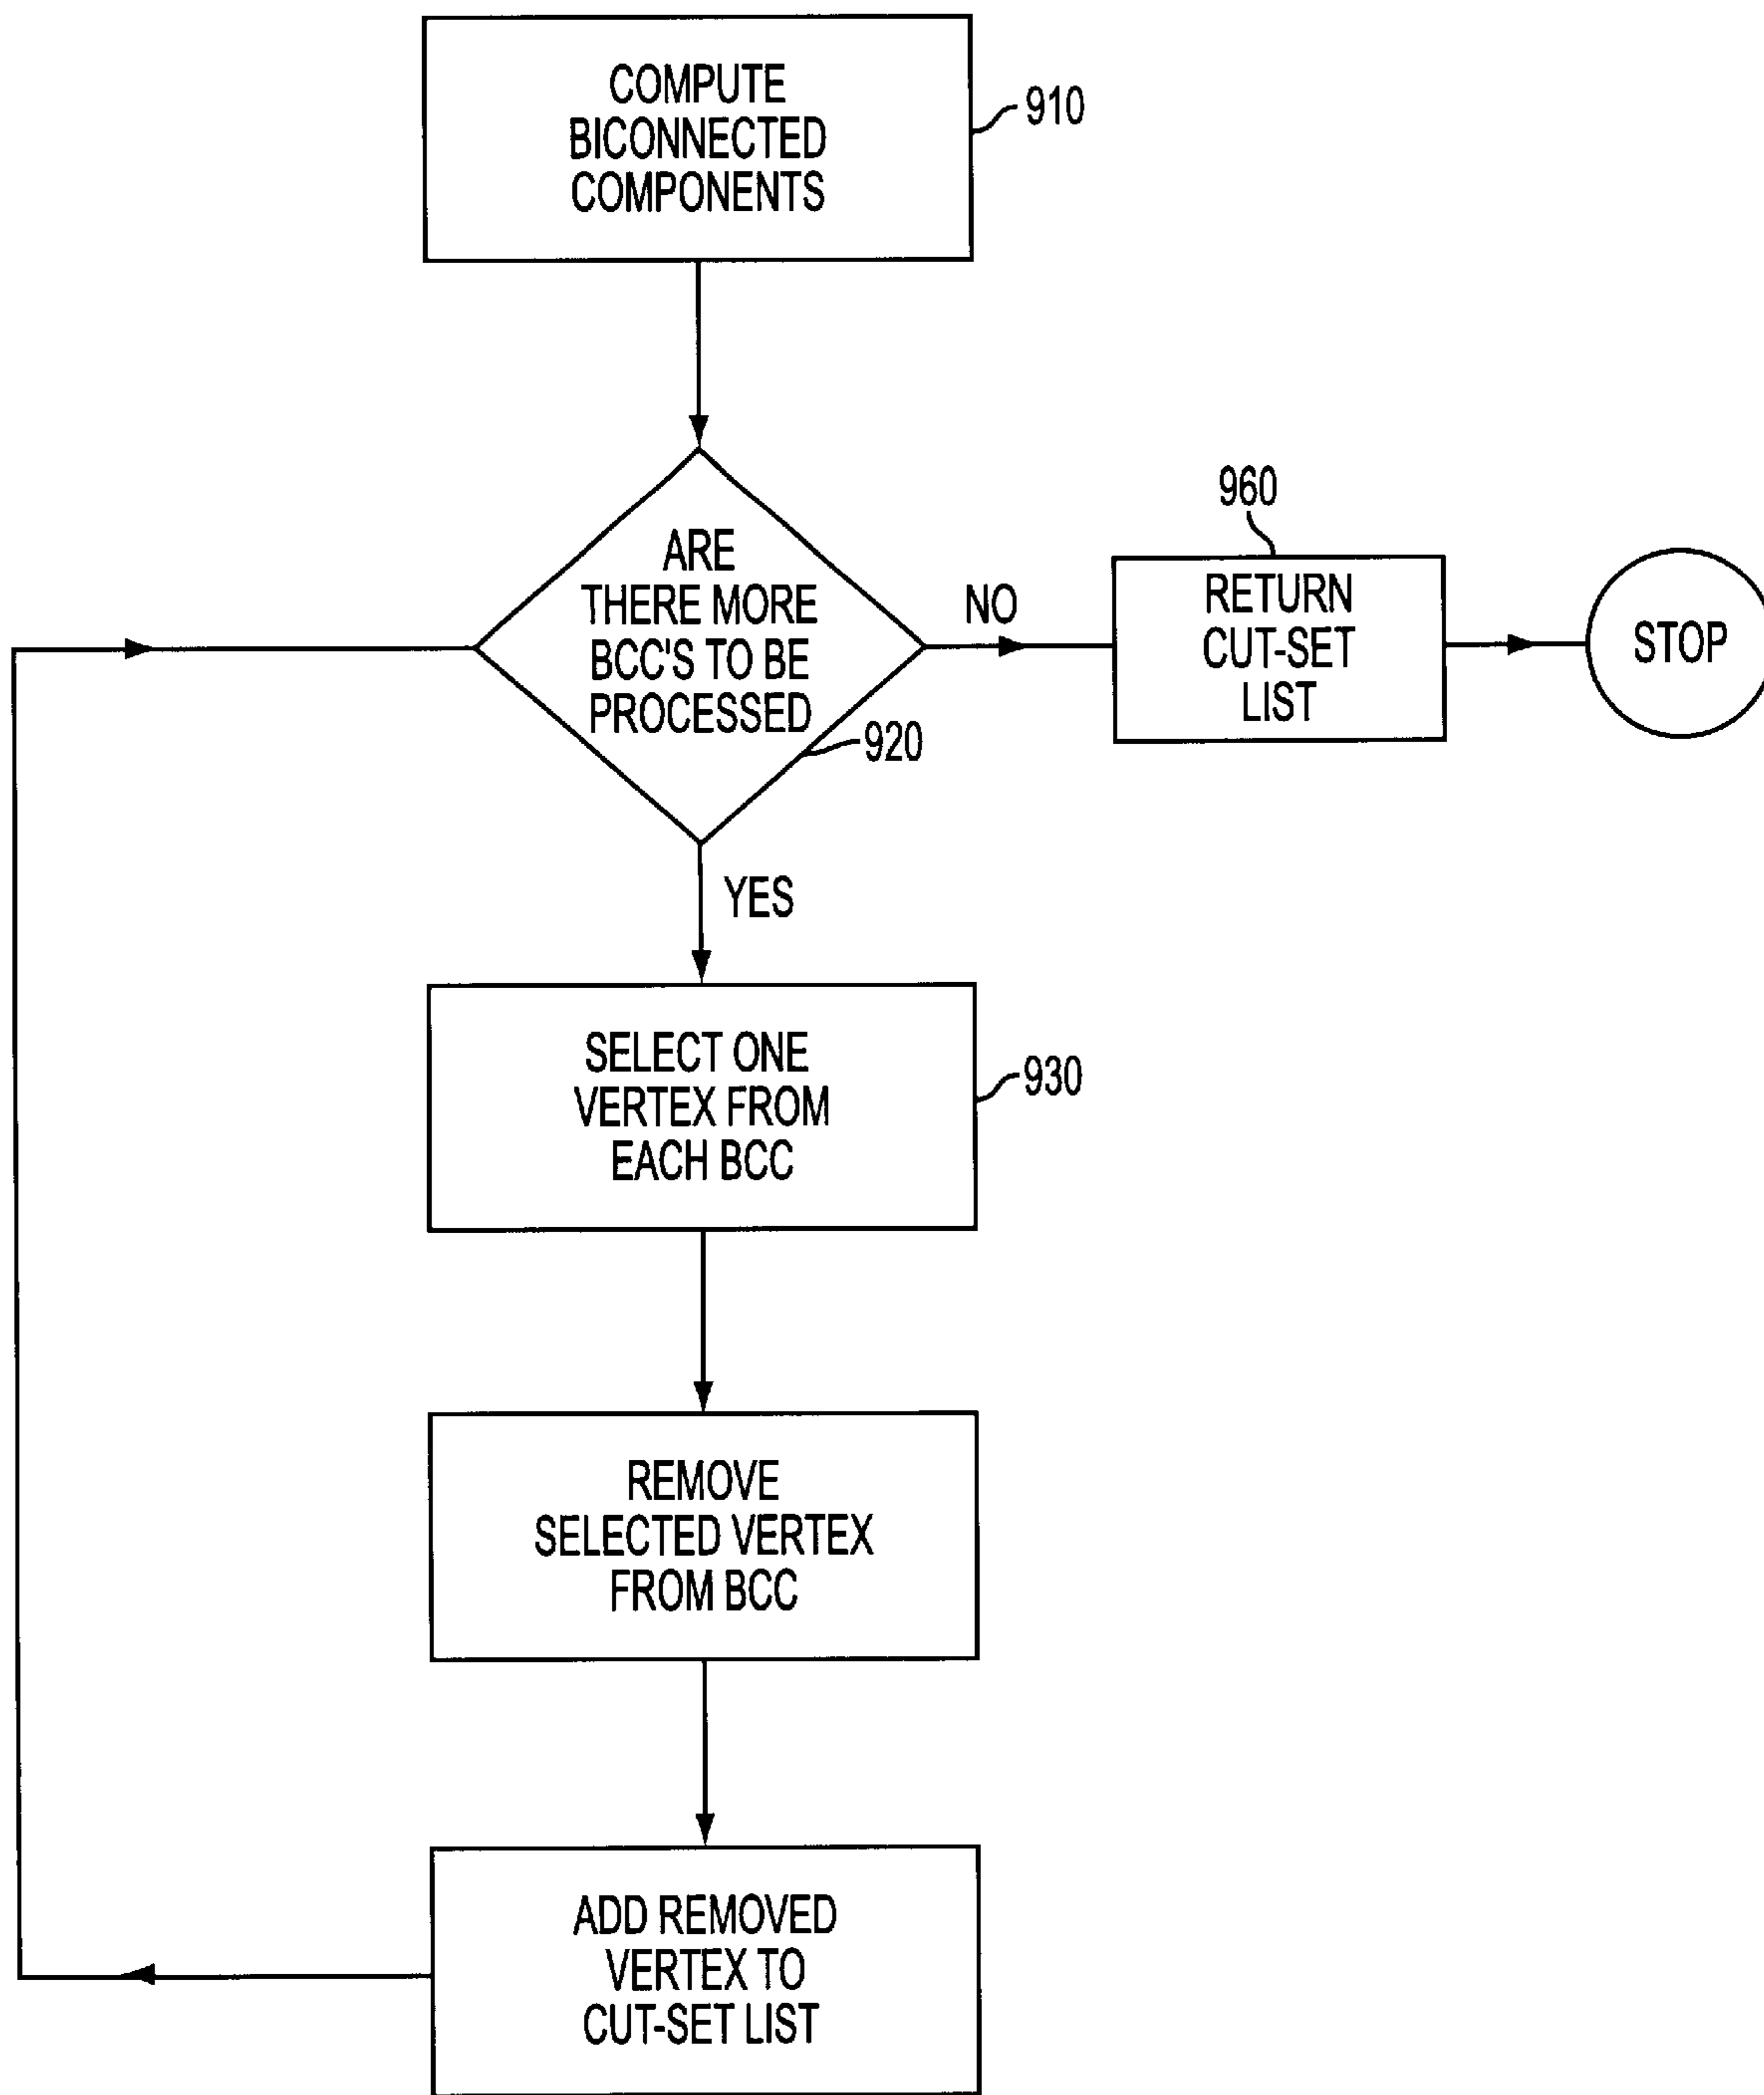 COMPUTE
BICONNECTED
COMPONENTS
910
ARE
THERE MORE
BCC'S TO BE
PROCESSED
920
NO
960
RETURN
CUT-SET
LIST
STOP
YES
SELECT ONE
VERTEX FROM
EACH BCC
930
REMOVE
SELECTED VERTEX
FROM BCC
ADD REMOVED
VERTEX TO
CUT-SET LIST